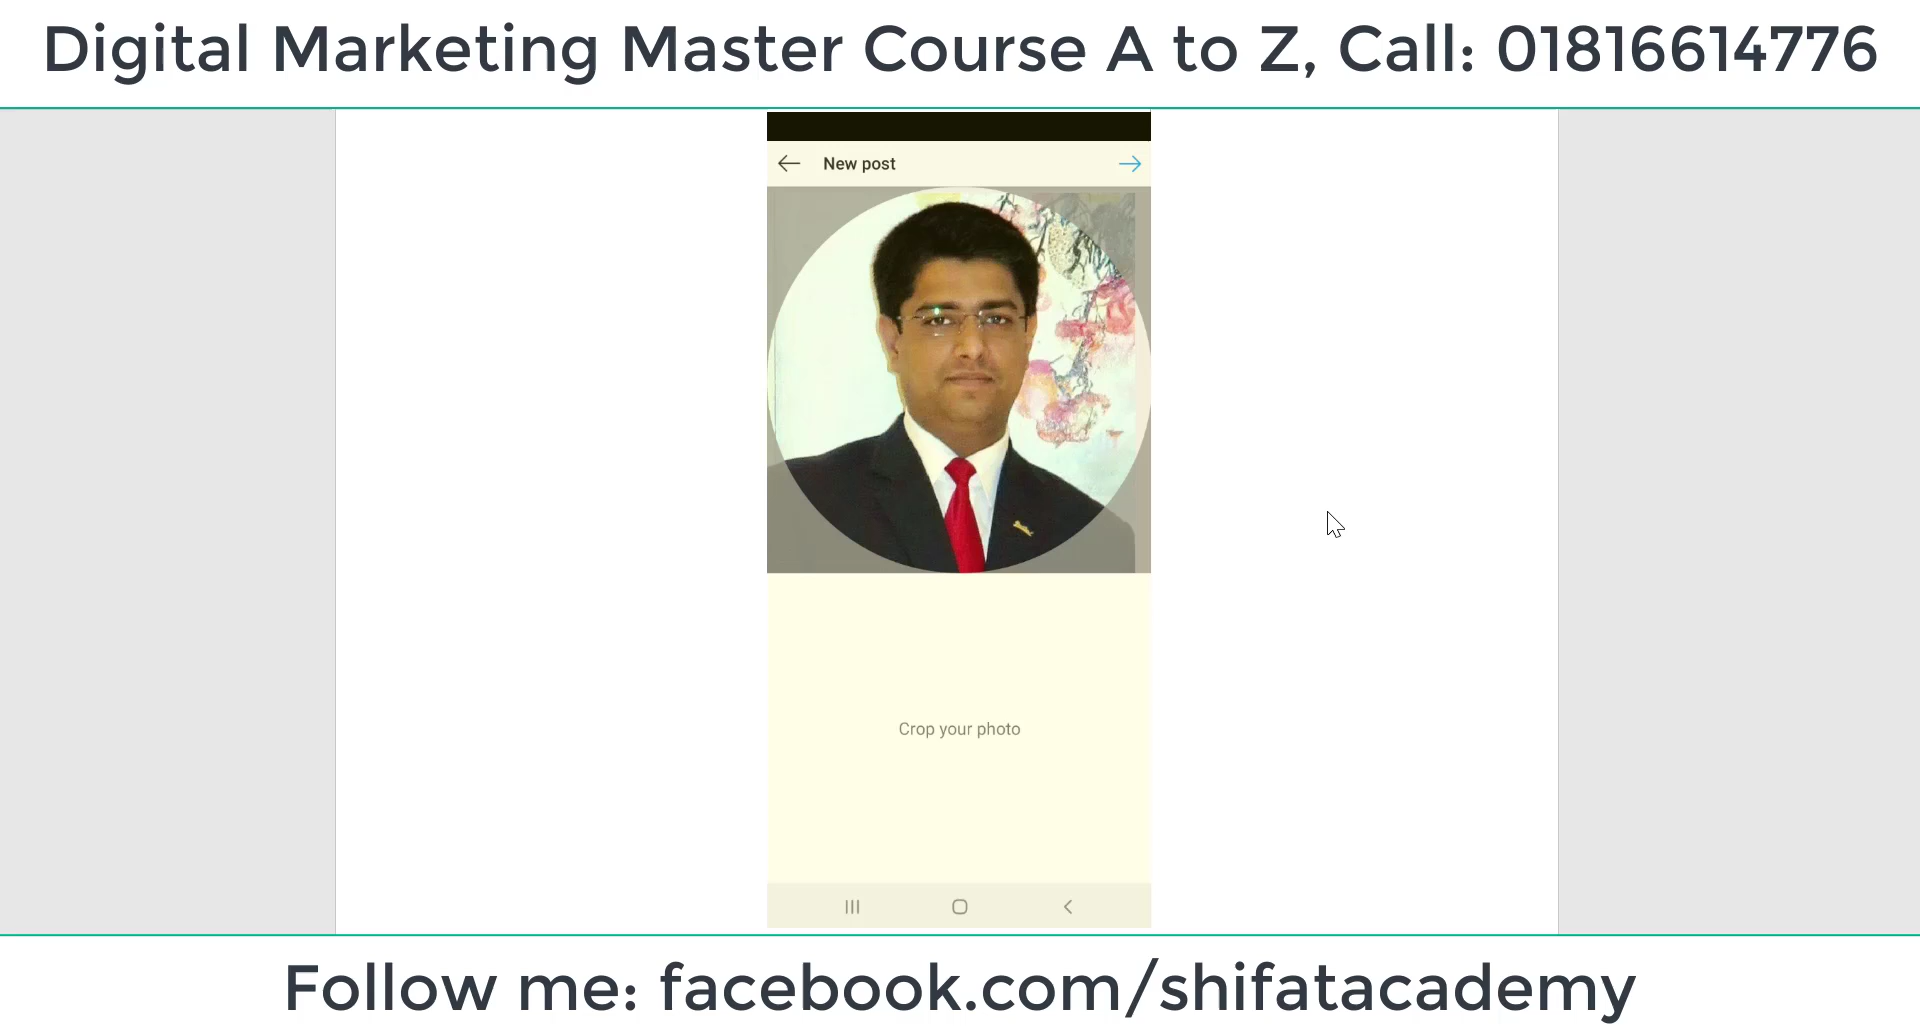 Digital Marketing Master Course A to Z, Call: 01816614776
New post
Crop your photo
Follow me: facebook.com/shifatacademy